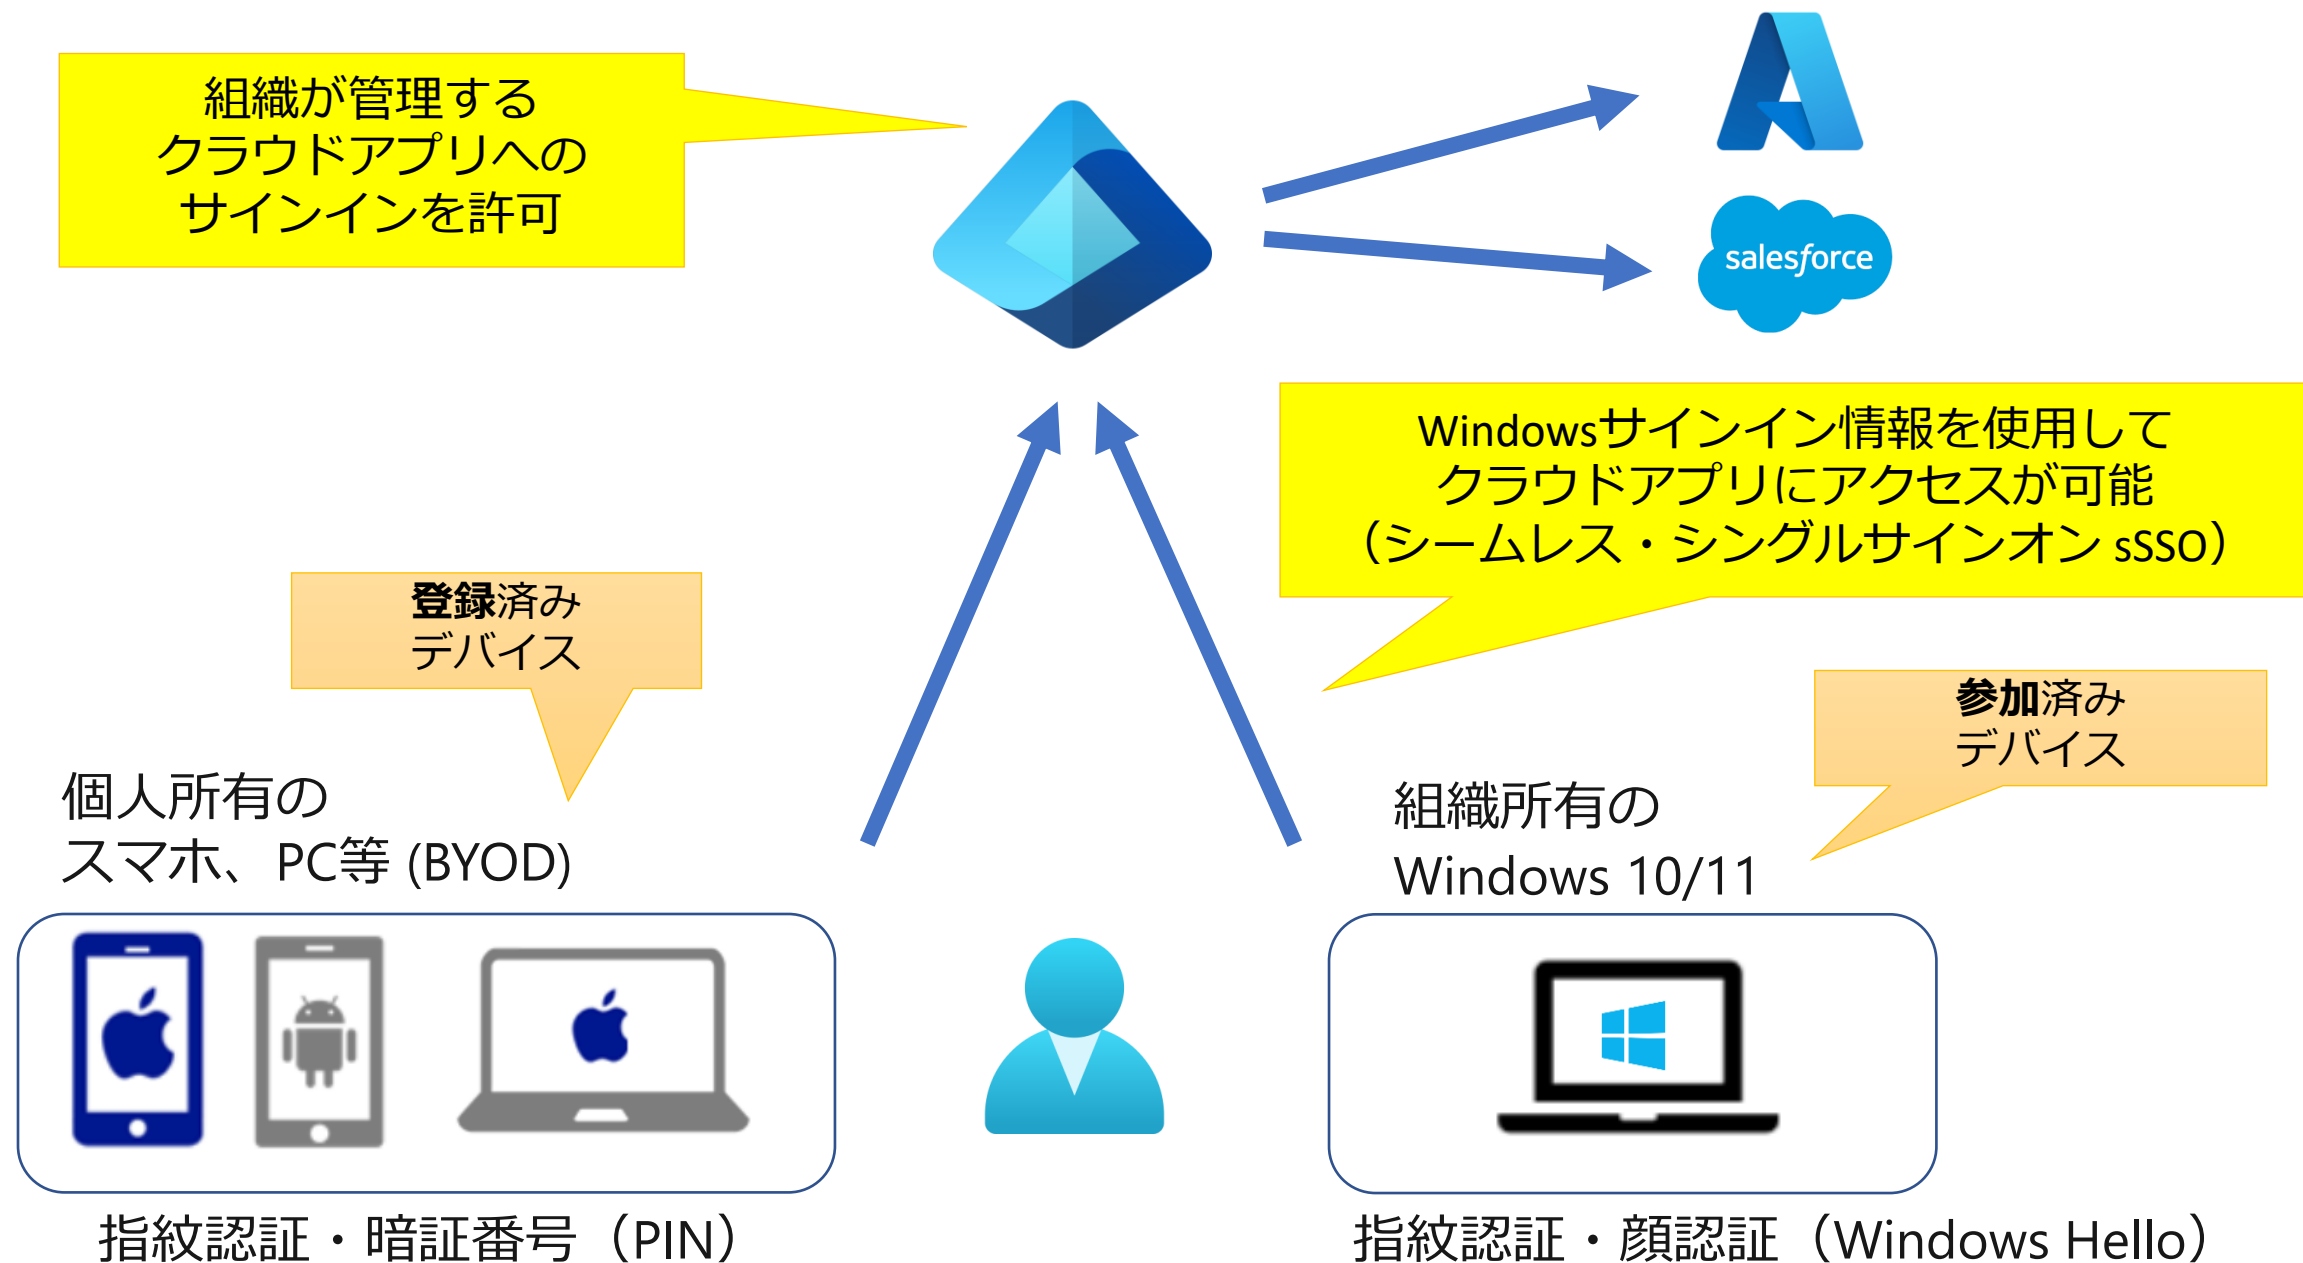 組織が管理する
クラウドアプリへの
サインインを許可
salesforce
Windowsサインイン情報を使用して
クラウドアプリにアクセスが可能
（シームレス・シングルサインオン sSSO）
登録済み
デバイス
参加済み
デバイス
個人所有の
スマホ、PC等 (BYOD)
組織所有の
Windows 10/11
指紋認証・暗証番号（PIN）
指紋認証・顔認証（Windows Hello）